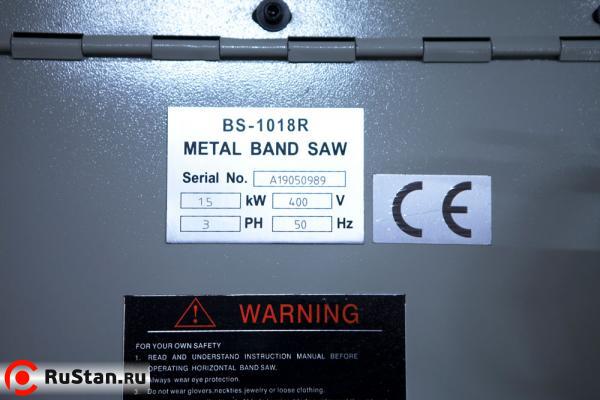 BS-1018R
METAL BAND SAW
Serial No. A19050989
15 kW 400 V
3 PH 50 Hz
CE
WARNING
FOR YOUR OWN SAFETY
1. READ AND UNDERSTAND INSTRUCTION MANUAL BEFORE
OPERATING HORIZONTAL BAND SAW.
Always wear eye protection.
3. Do not wear glovers, neckties, jewelry or loose clothing.
RuStan.ru